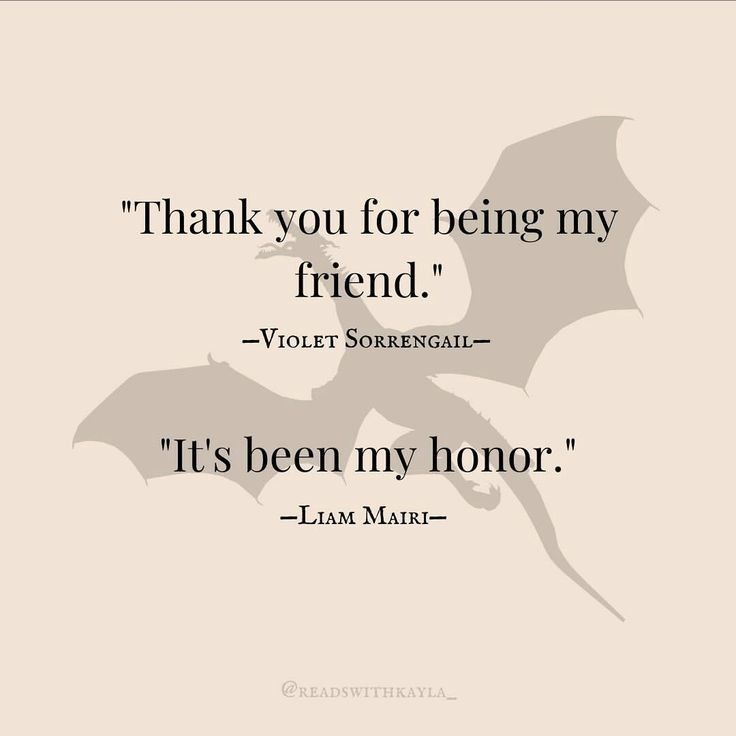 "Thank you for being my
friend."
—Violet Sorrengail—
"It's been my honor."
—Liam Mairi—
@readswithkayla_